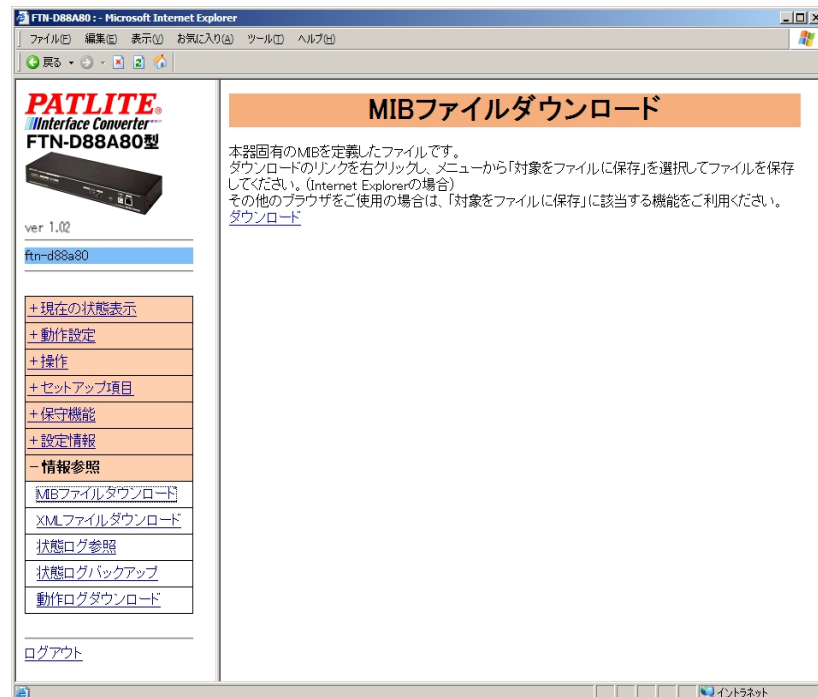 FTN-D88A80 : - Microsoft Internet Explorer
ファイル(F) 編集(E) 表示(V) お気に入り(A) ツール(T) ヘルプ(H)
戻る
PATLITE®
Interface Converter
FTN-D88A80型
ver 1.02
ftn-d88a80
+現在の状態表示
+動作設定
+操作
+セットアップ項目
+保守機能
+設定情報
-情報参照
MIBファイルダウンロード
XMLファイルダウンロード
状態ログ参照
状態ログバックアップ
動作ログダウンロード
ログアウト
MIBファイルダウンロード
本器固有のMIBを定義したファイルです。
ダウンロードのリンクを右クリックし、メニューから「対象をファイルに保存」を選択してファイルを保存
してください。(Internet Explorerの場合)
その他のブラウザをご使用の場合は、「対象をファイルに保存」に該当する機能をご利用ください。
ダウンロード
イントラネット